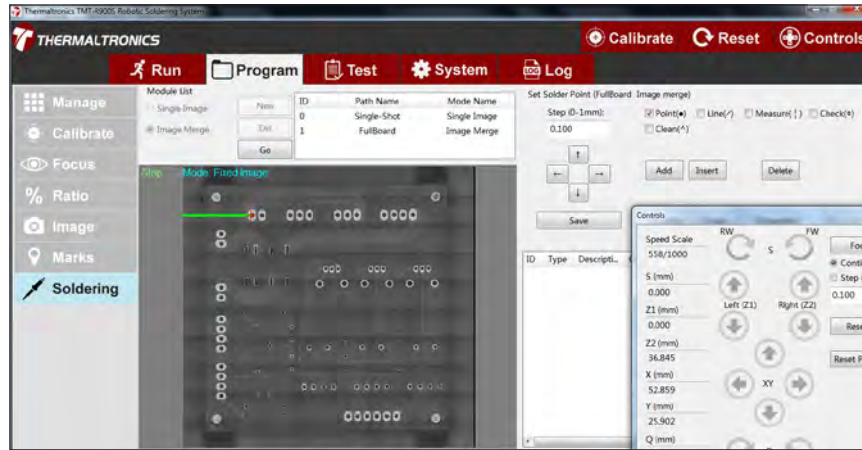 Thermaltronics TMT-R9000S Robotic Soldering System
THERMALTRONICS
Calibrate
Reset
Controls
Run
Program
Test
System
Log
Manage
Calibrate
Focus
Ratio
Image
Marks
Soldering
Module List
Single Image
New
Image Merge
Del
Go
ID Path Name Mode Name
0 Single-Shot Single Image
1 FullBoard Image Merge
Stop Mode: Fixed Image
Set Solder Point (FullBoard Image merge)
Step (0-1mm):
0.100
Point(●) Line(╱) Measure(¦) Check(♦)
Clean(^)
Add Insert Delete
Save
ID Type Descripti..
Controls
Speed Scale
558/1000
RW S FW
S (mm)
0.000
Left (Z1) Right (Z2)
Z1 (mm)
0.000
Z2 (mm)
36.845
X (mm)
52.859
XY
Y (mm)
25.902
Q (mm)
Foc
Conti
Step
0.100
Rese
Reset P